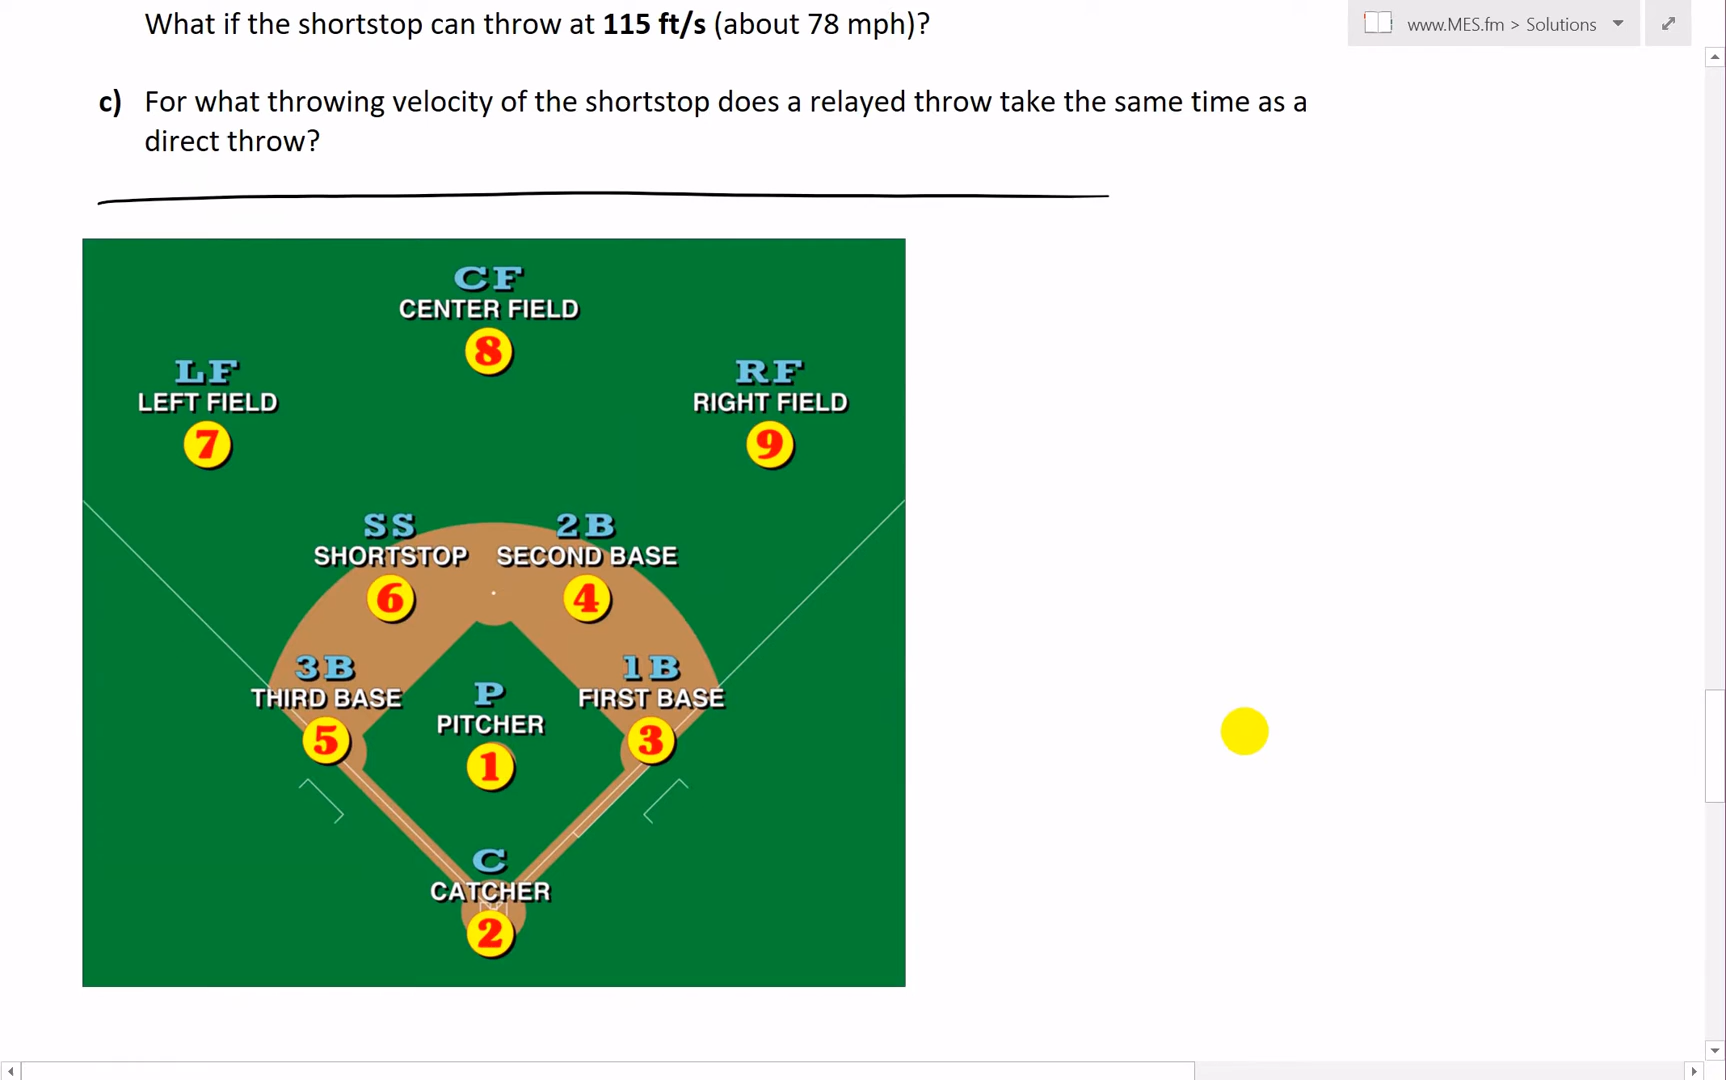 What if the shortstop can throw at 115 ft/s (about 78 mph)?
www.MES.fm > Solutions
c) For what throwing velocity of the shortstop does a relayed throw take the same time as a
direct throw?
CF
CENTER FIELD
8
LF
LEFT FIELD
7
RF
RIGHT FIELD
9
SS
SHORTSTOP
6
2B
SECOND BASE
4
3B
THIRD BASE
5
P
PITCHER
1
1B
FIRST BASE
3
C
CATCHER
2